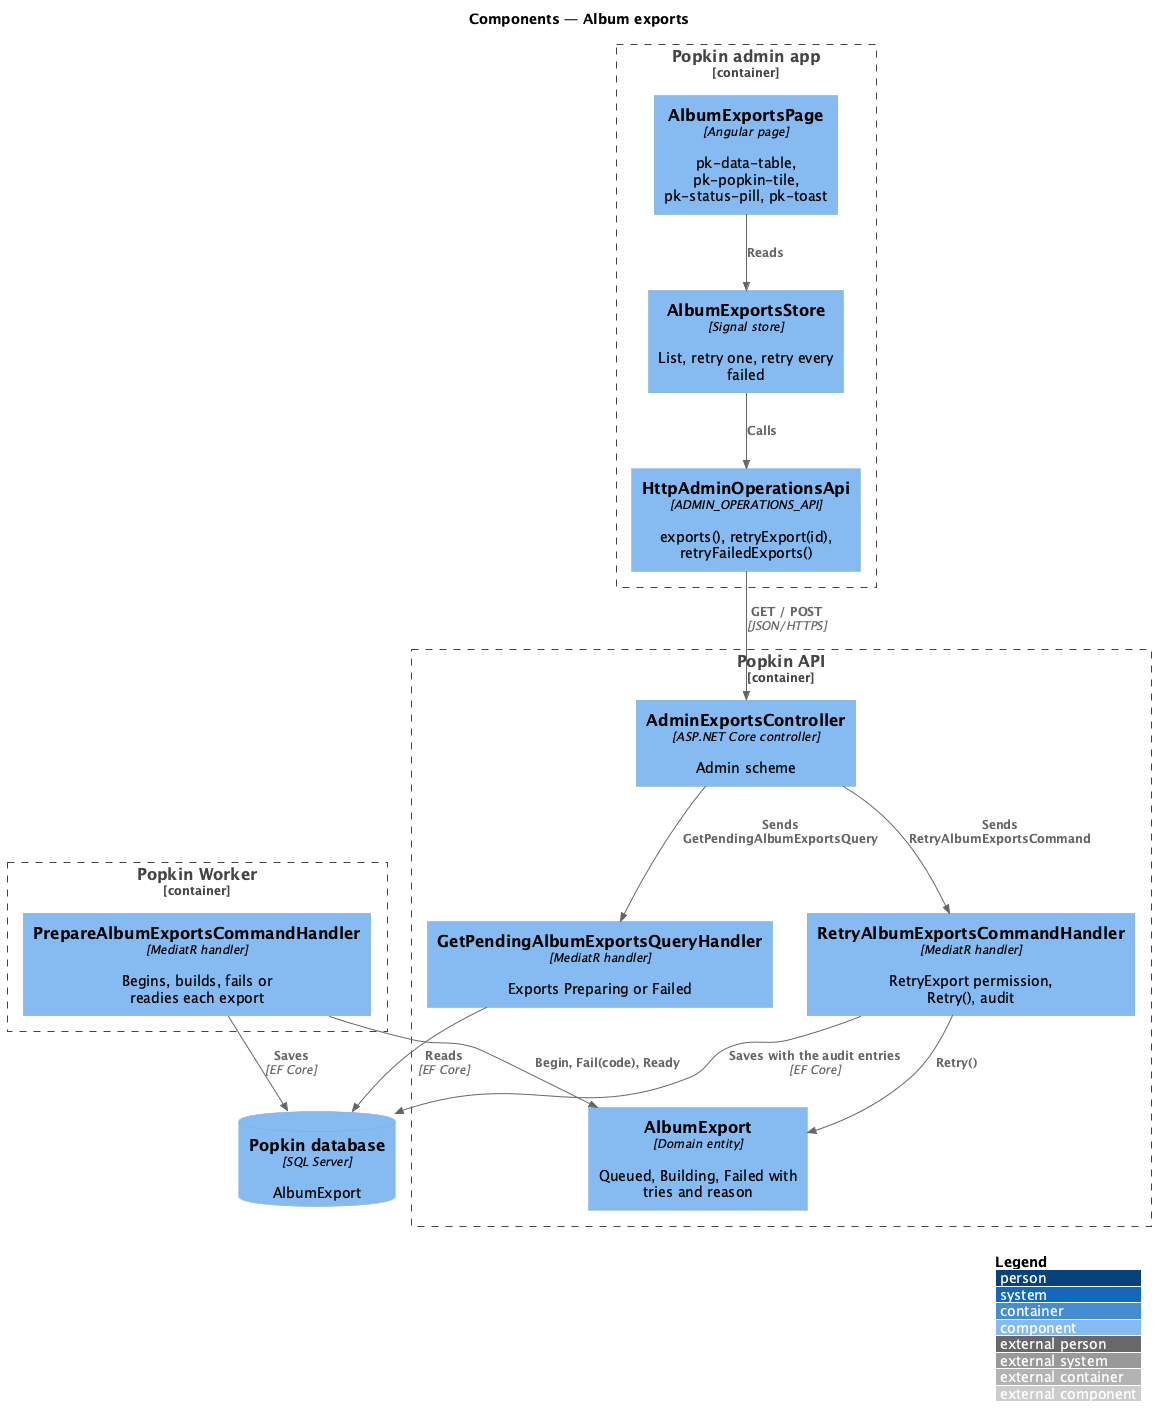 Components — Album exports
Popkin admin app
[container]
AlbumExportsPage
[Angular page]
pk-data-table,
pk-popkin-tile,
pk-status-pill, pk-toast
Reads
AlbumExportsStore
[Signal store]
List, retry one, retry every
failed
Calls
HttpAdminOperationsApi
[ADMIN_OPERATIONS_API]
exports(), retryExport(id),
retryFailedExports()
GET / POST
[JSON/HTTPS]
Popkin API
[container]
AdminExportsController
[ASP.NET Core controller]
Admin scheme
Sends
GetPendingAlbumExportsQuery
Sends
RetryAlbumExportsCommand
Popkin Worker
[container]
PrepareAlbumExportsCommandHandler
[MediatR handler]
Begins, builds, fails or
readies each export
GetPendingAlbumExportsQueryHandler
[MediatR handler]
Exports Preparing or Failed
RetryAlbumExportsCommandHandler
[MediatR handler]
RetryExport permission,
Retry(), audit
Saves
[EF Core]
Reads
[EF Core]
Begin, Fail(code), Ready
Saves with the audit entries
[EF Core]
Retry()
Popkin database
[SQL Server]
AlbumExport
AlbumExport
[Domain entity]
Queued, Building, Failed with
tries and reason
Legend
person
system
container
component
external person
external system
external container
external component